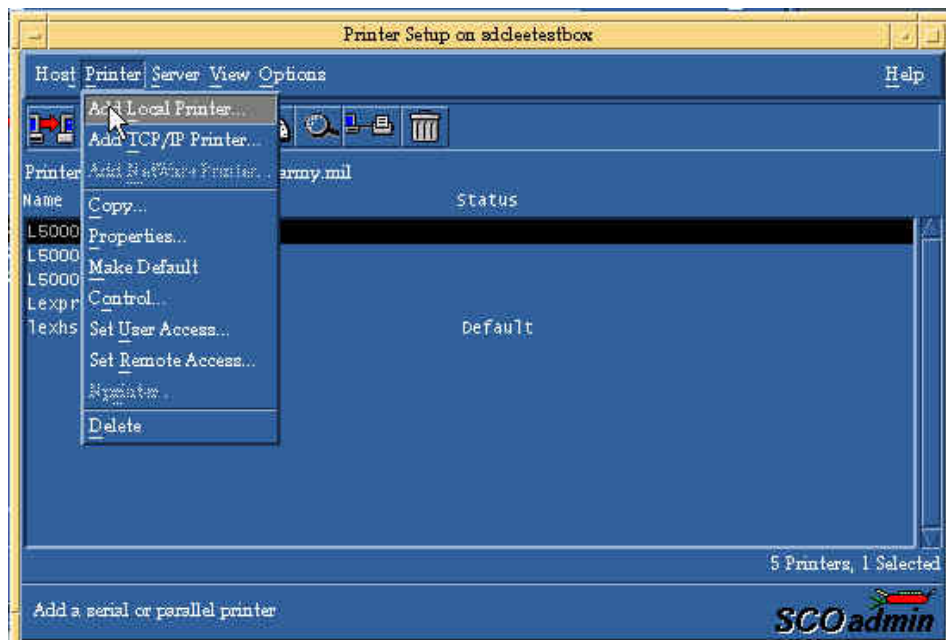 Printer Setup on sdcleetestbox
Host Printer Server View Options Help
Add Local Printer...
Add TCP/IP Printer...
Add NetWare Printer...
Printer army.mil
Name Status
Copy...
L5000
Properties...
L5000
Make Default
L5000
Control...
Lexpr
Set User Access...
lexhs Default
Set Remote Access...
Delete
5 Printers, 1 Selected
Add a serial or parallel printer
SCOadmin